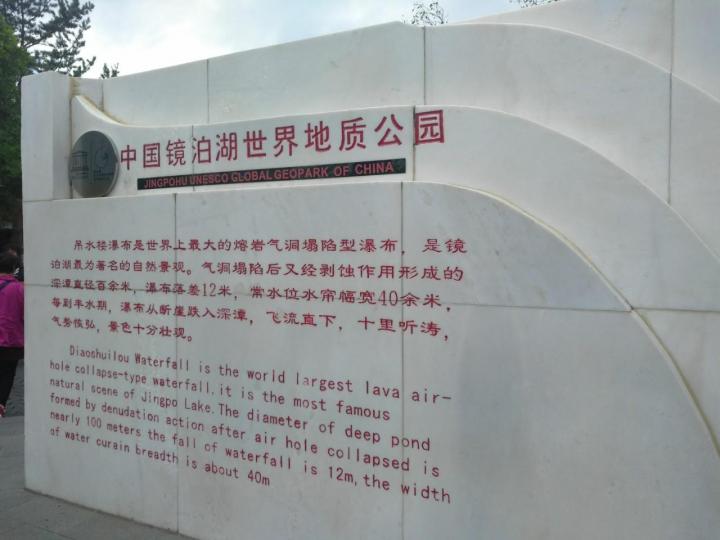 中国镜泊湖世界地质公园
JINGPOHU UNESCO GLOBAL GEOPARK OF CHINA
吊水楼瀑布是世界上最大的熔岩气洞塌陷型瀑布，是镜
泊湖最为著名的自然景观。气洞塌陷后又经剥蚀作用形成的
深潭直径百余米，瀑布落差12米，常水位水帘幅宽40余米，
每到丰水期，瀑布从断崖跌入深潭，飞流直下，十里听涛，
气势恢弘，景色十分壮观。
Diaoshuilou Waterfall is the world largest lava air-
hole collapse-type waterfall,it is the most famous
natural scene of Jingpo Lake.The diameter of deep pond
formed by denudation action after air hole collapsed is
nearly 100 meters the fall of waterfall is 12m,the width
of water curain breadth is about 40m